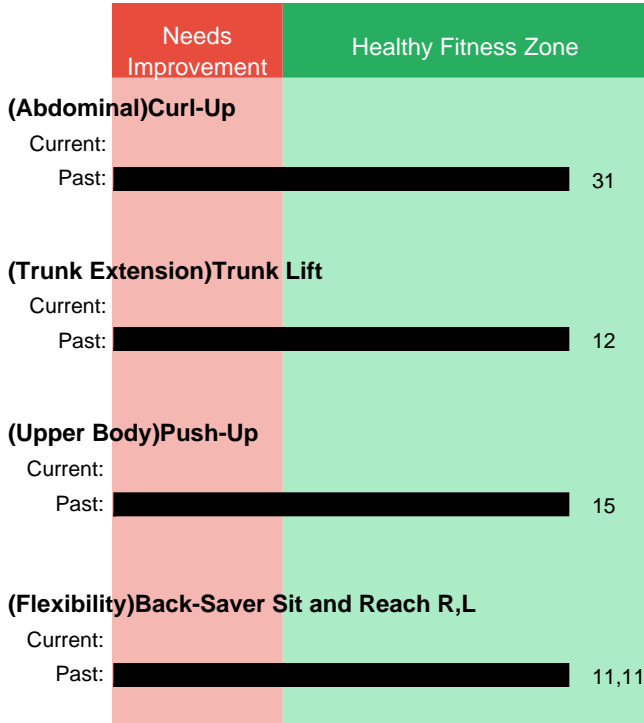 Needs
Improvement
Healthy Fitness Zone
(Abdominal)Curl-Up
Current:
Past: 31
(Trunk Extension)Trunk Lift
Current:
Past: 12
(Upper Body)Push-Up
Current:
Past: 15
(Flexibility)Back-Saver Sit and Reach R,L
Current:
Past: 11,11